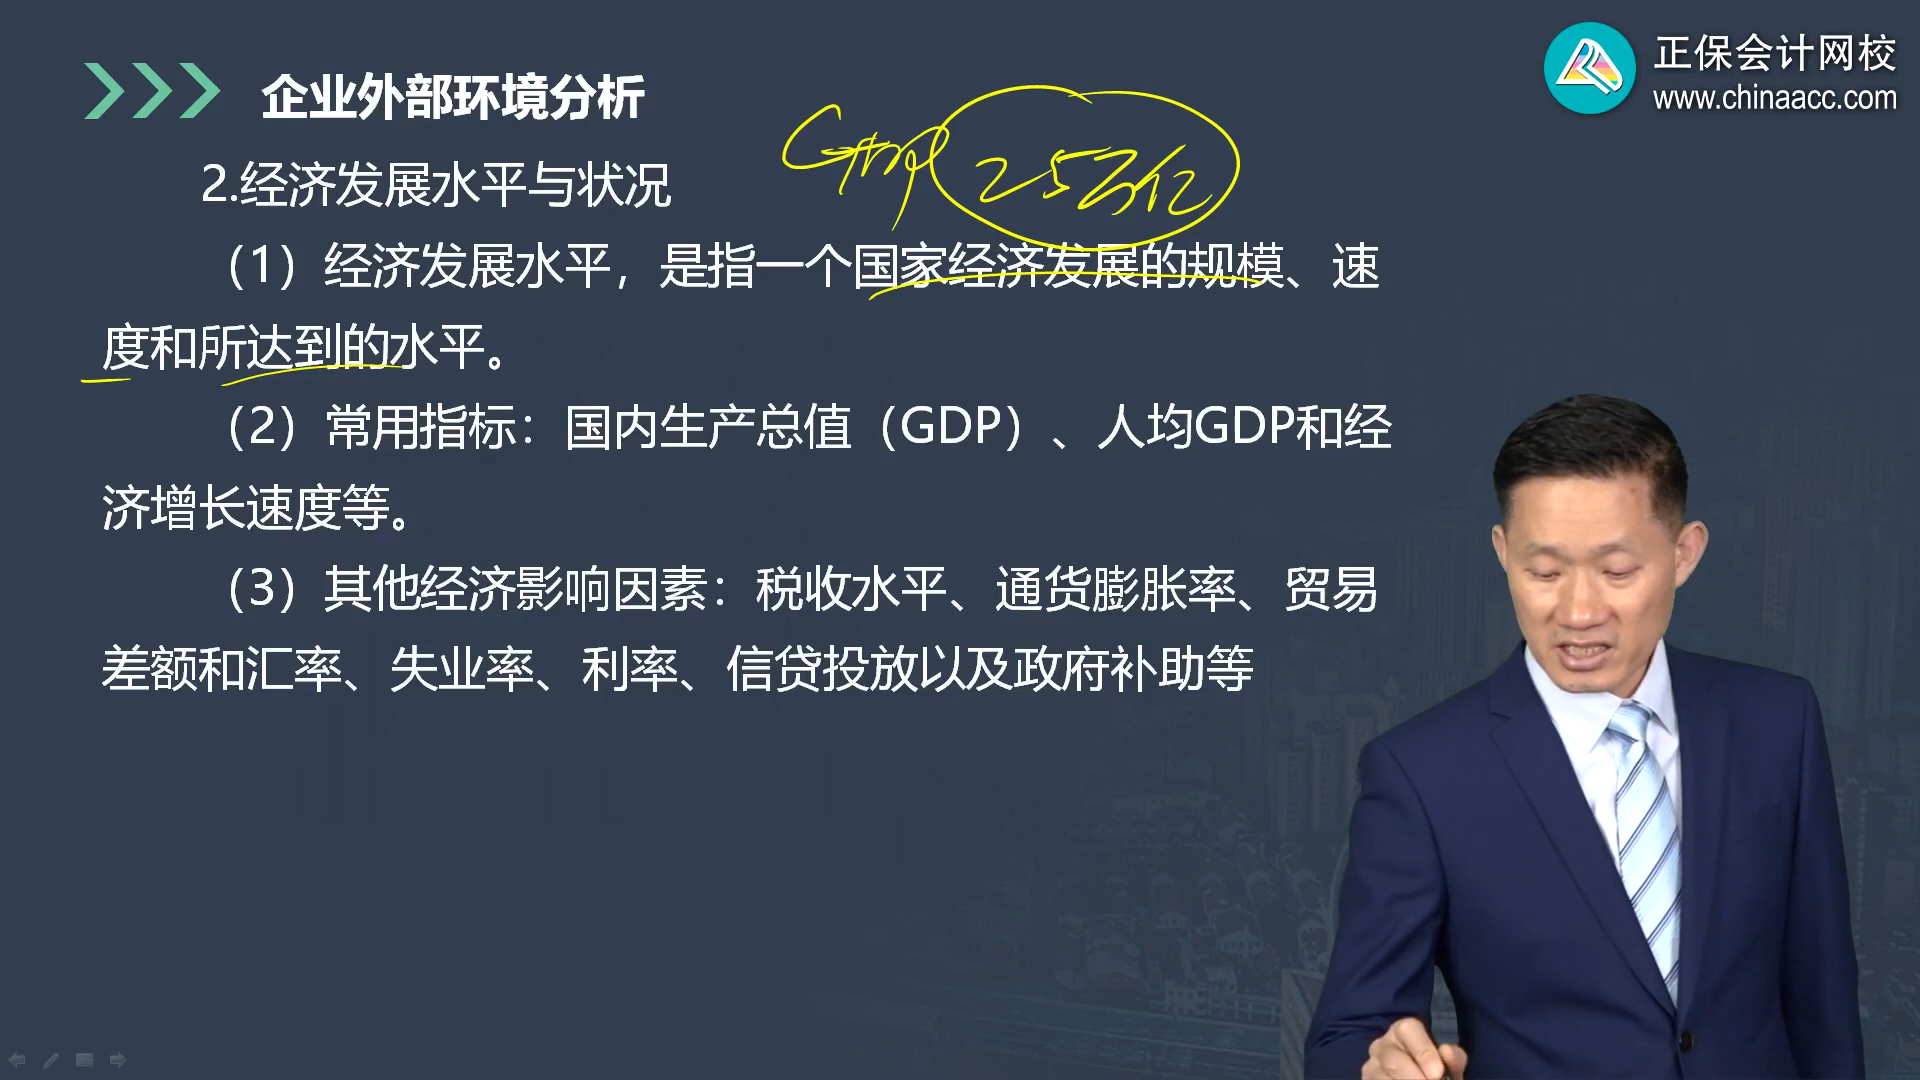 企业外部环境分析
正保会计网校
www.chinaacc.com
25万亿
2.经济发展水平与状况
（1）经济发展水平，是指一个国家经济发展的规模、速
度和所达到的水平。
（2）常用指标：国内生产总值（GDP）、人均GDP和经
济增长速度等。
（3）其他经济影响因素：税收水平、通货膨胀率、贸易
差额和汇率、失业率、利率、信贷投放以及政府补助等